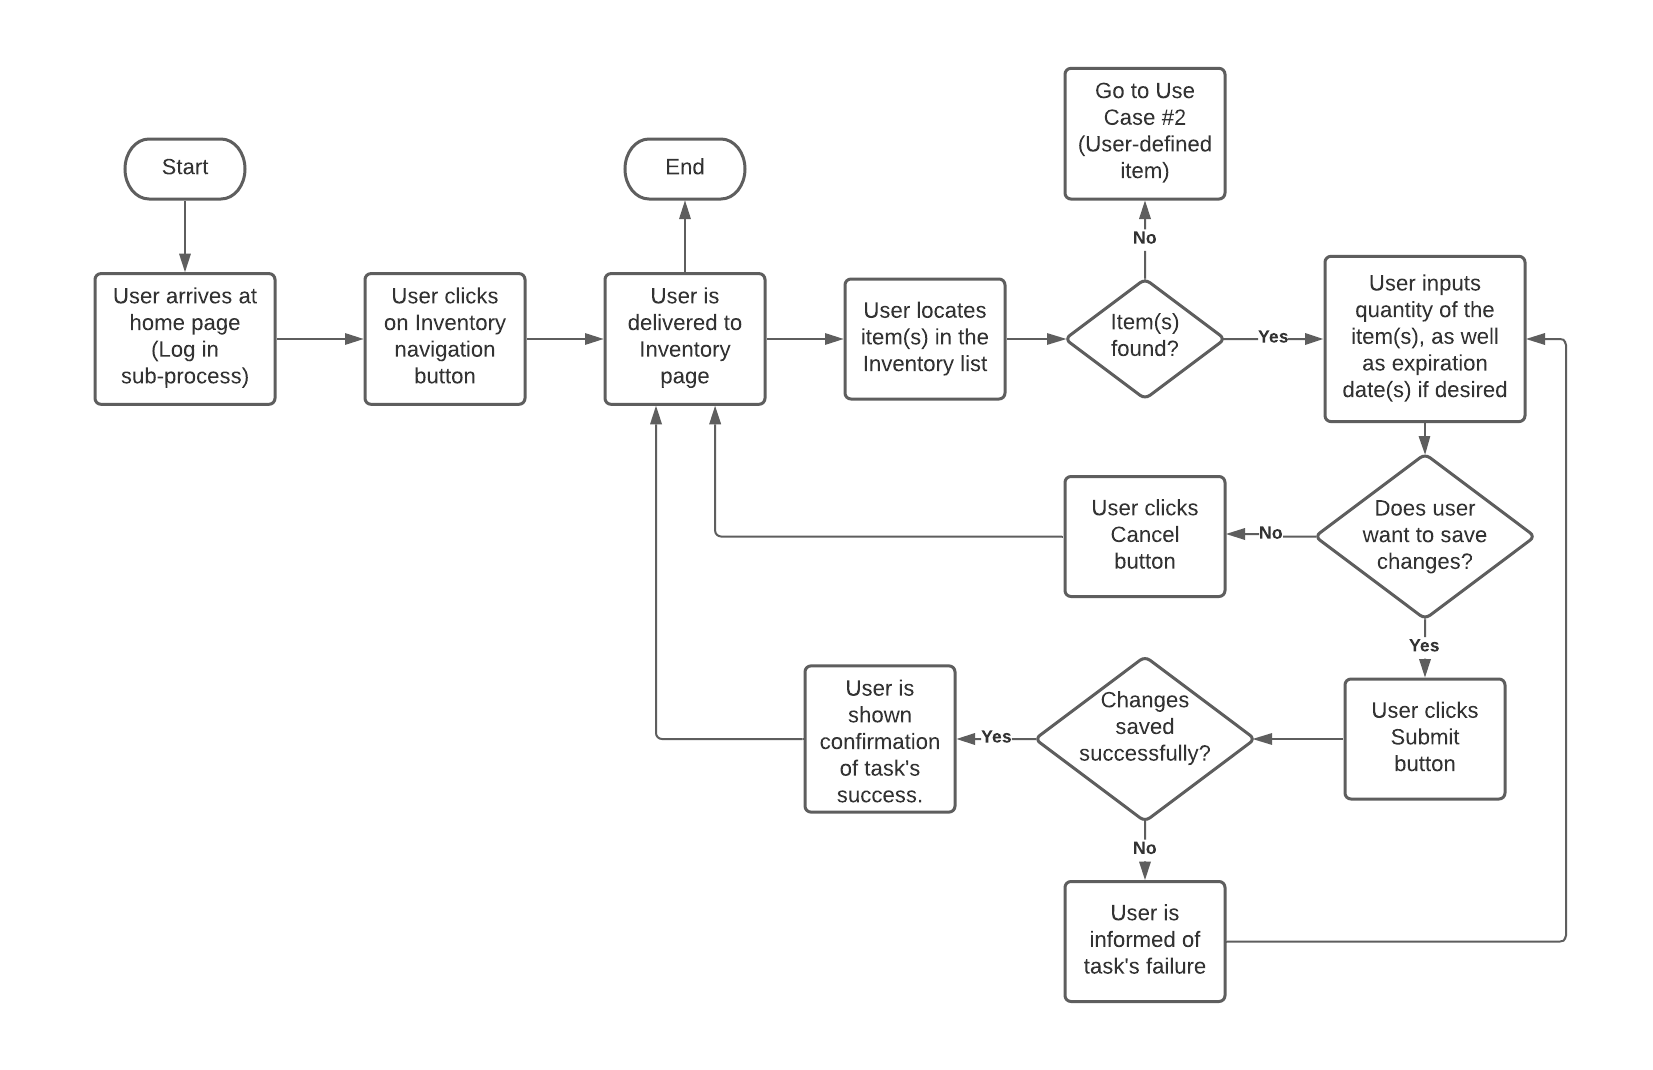 Go to Use
Case #2
(User-defined
item)
Start
End
No
User arrives at
home page
(Log in
sub-process)
User clicks
on Inventory
navigation
button
User is
delivered to
Inventory
page
User locates
item(s) in the
Inventory list
Item(s)
found?
Yes
User inputs
quantity of the
item(s), as well
as expiration
date(s) if desired
User clicks
Cancel
button
No
Does user
want to save
changes?
Yes
User is
shown
confirmation
of task's
success.
Yes
Changes
saved
successfully?
User clicks
Submit
button
No
User is
informed of
task's failure